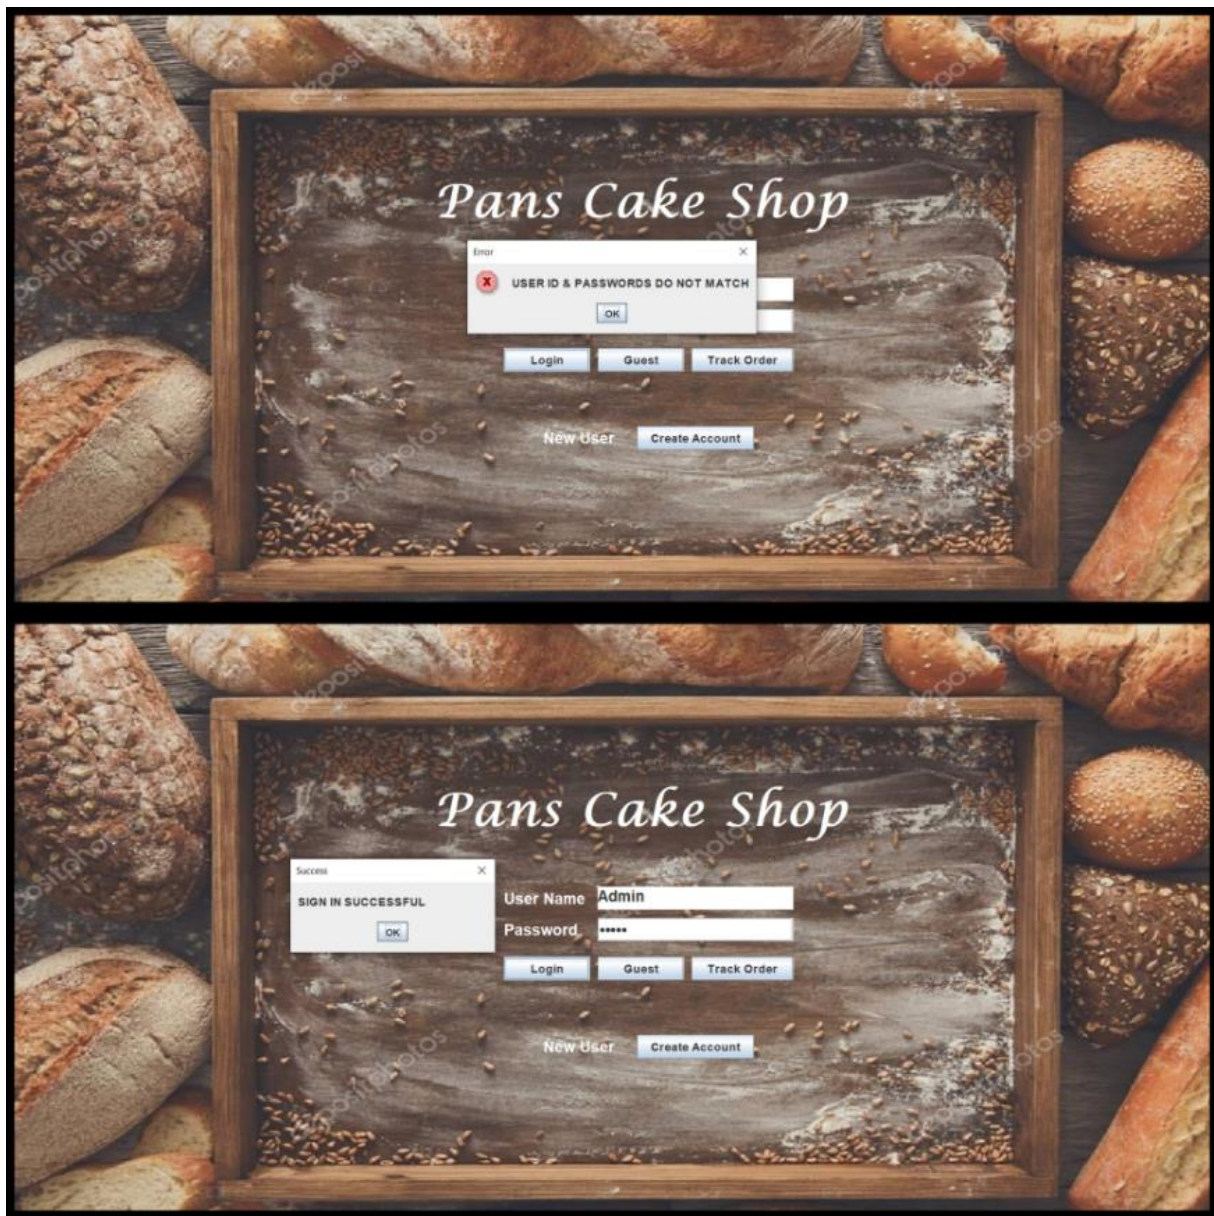 Pans Cake Shop
Error
USER ID & PASSWORDS DO NOT MATCH
OK
Login Guest Track Order
New User Create Account
Pans Cake Shop
Success
SIGN IN SUCCESSFUL
OK
User Name Admin
Password
Login Guest Track Order
New User Create Account
depositphotos